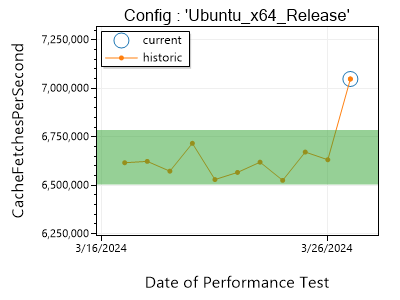 Config : 'Ubuntu_x64_Release'
CacheFetchesPerSecond
7,250,000
7,000,000
6,750,000
6,500,000
6,250,000
current
historic
3/16/2024
3/26/2024
Date of Performance Test